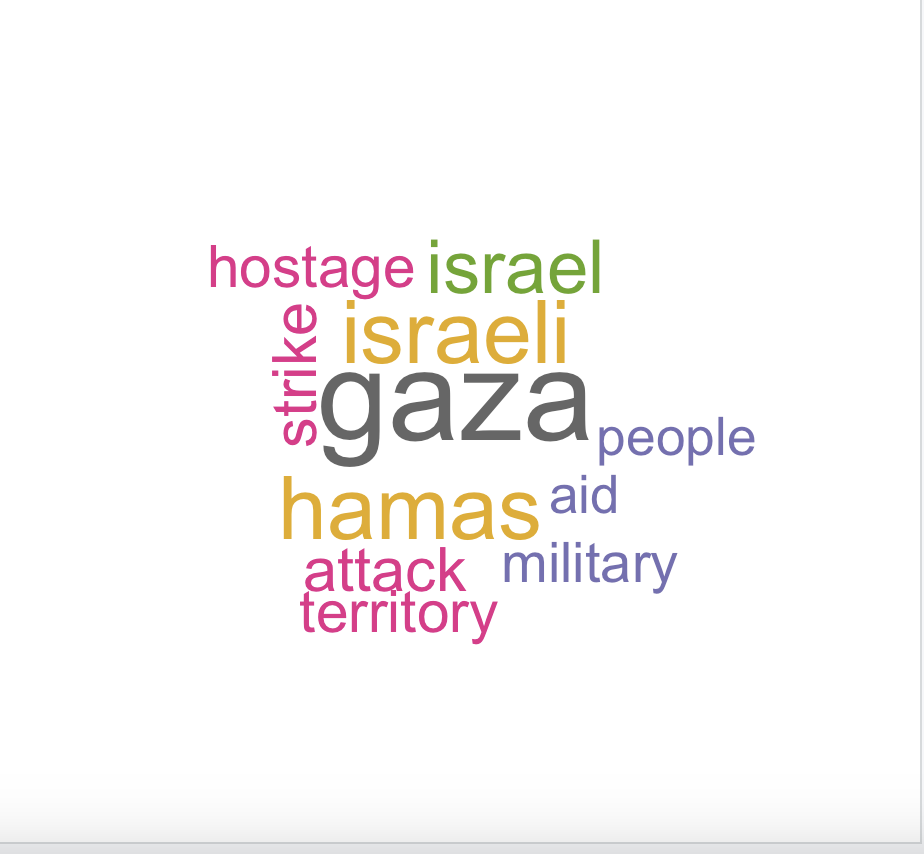 hostage israel
strike
israeli
gaza
people
hamas
aid
attack
military
territory